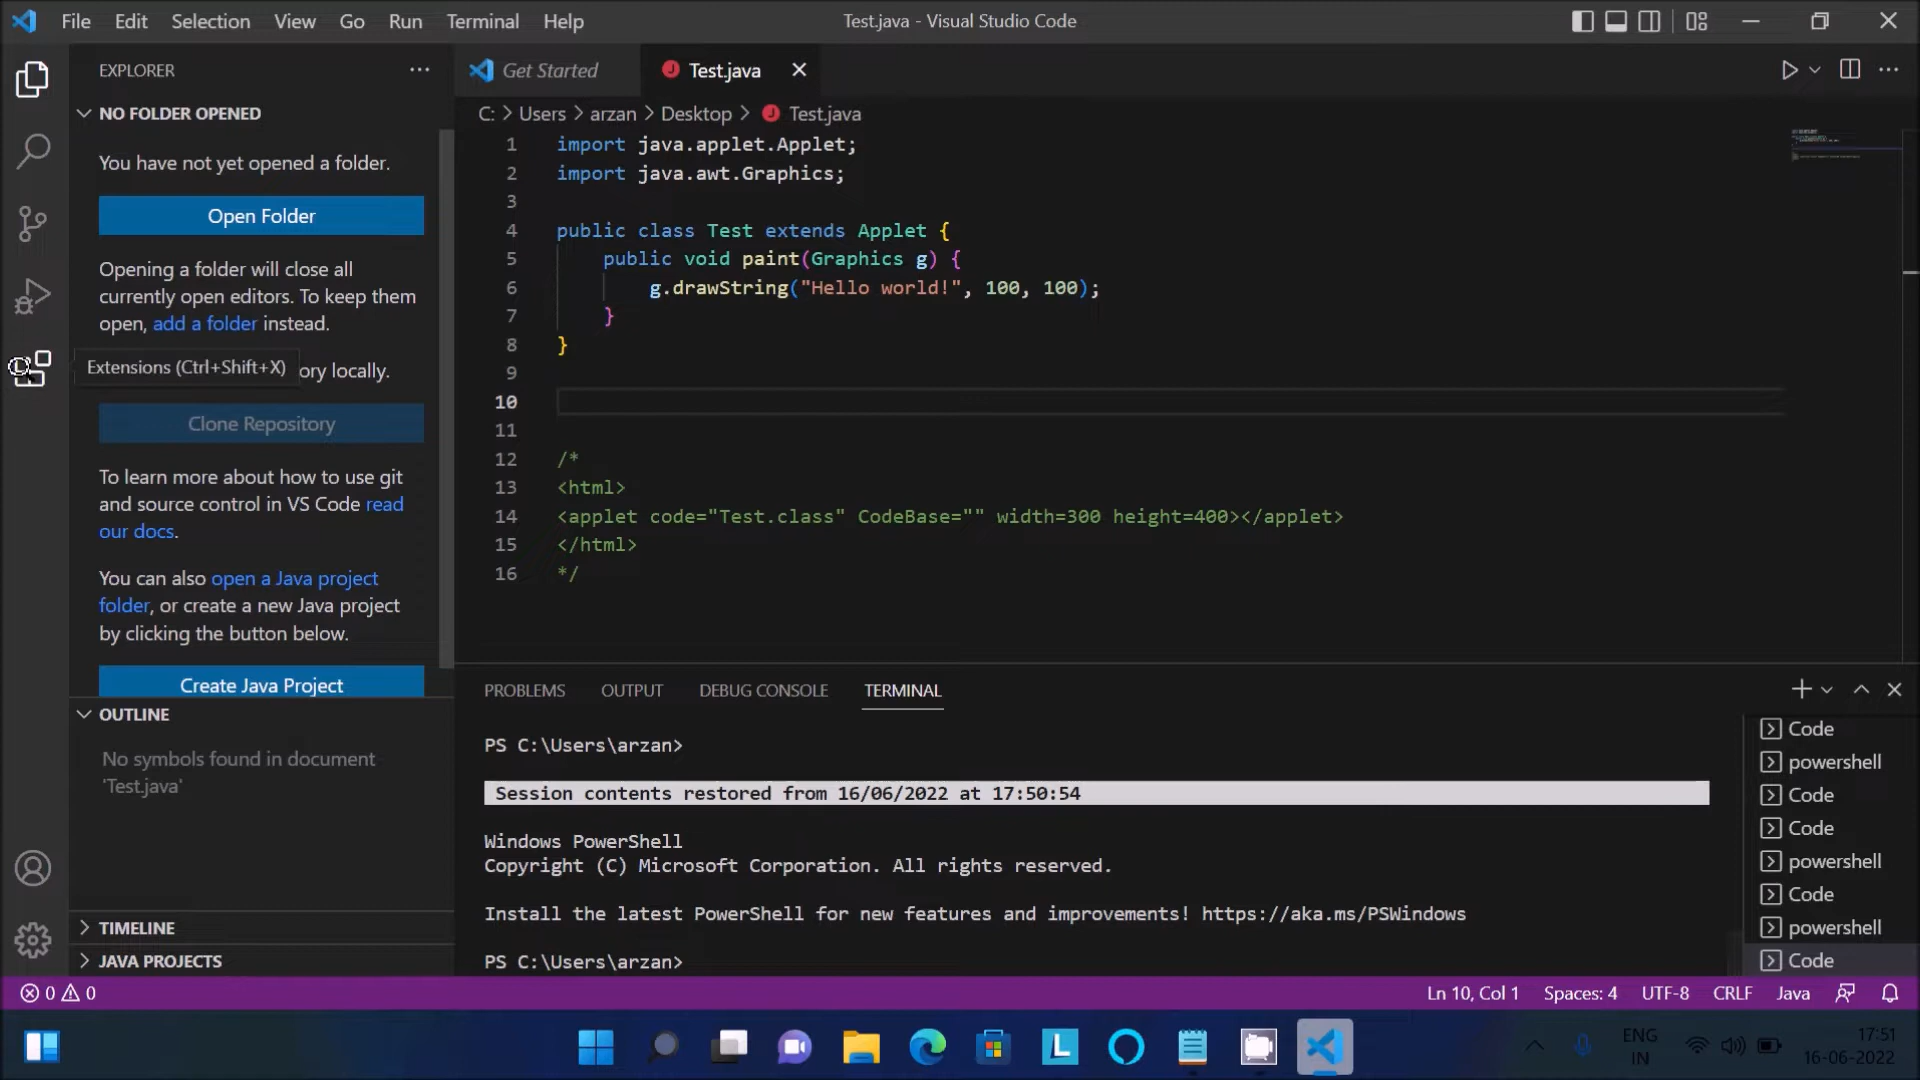 File Edit Selection View Go Run Terminal Help
Test.java - Visual Studio Code
EXPLORER
NO FOLDER OPENED
You have not yet opened a folder.
Open Folder
Opening a folder will close all
currently open editors. To keep them
open, add a folder instead.
Extensions (Ctrl+Shift+X)
ory locally.
Clone Repository
To learn more about how to use git
and source control in VS Code read
our docs.
You can also open a Java project
folder, or create a new Java project
by clicking the button below.
Create Java Project
OUTLINE
No symbols found in document
'Test.java'
TIMELINE
JAVA PROJECTS
Get Started
Test.java
C: > Users > arzan > Desktop > Test.java
1 import java.applet.Applet;
2 import java.awt.Graphics;
3
4 public class Test extends Applet {
5 public void paint(Graphics g) {
6 g.drawString("Hello world!", 100, 100);
7 }
8 }
9
10
11
12 /*
13 <html>
14 <applet code="Test.class" CodeBase="" width=300 height=400></applet>
15 </html>
16 */
PROBLEMS OUTPUT DEBUG CONSOLE TERMINAL
PS C:\Users\arzan>
Session contents restored from 16/06/2022 at 17:50:54
Windows PowerShell
Copyright (C) Microsoft Corporation. All rights reserved.
Install the latest PowerShell for new features and improvements! https://aka.ms/PSWindows
PS C:\Users\arzan>
Code
powershell
Code
Code
powershell
Code
powershell
Code
0 0
Ln 10, Col 1 Spaces: 4 UTF-8 CRLF Java
L
ENG
IN
17:51
16-06-2022